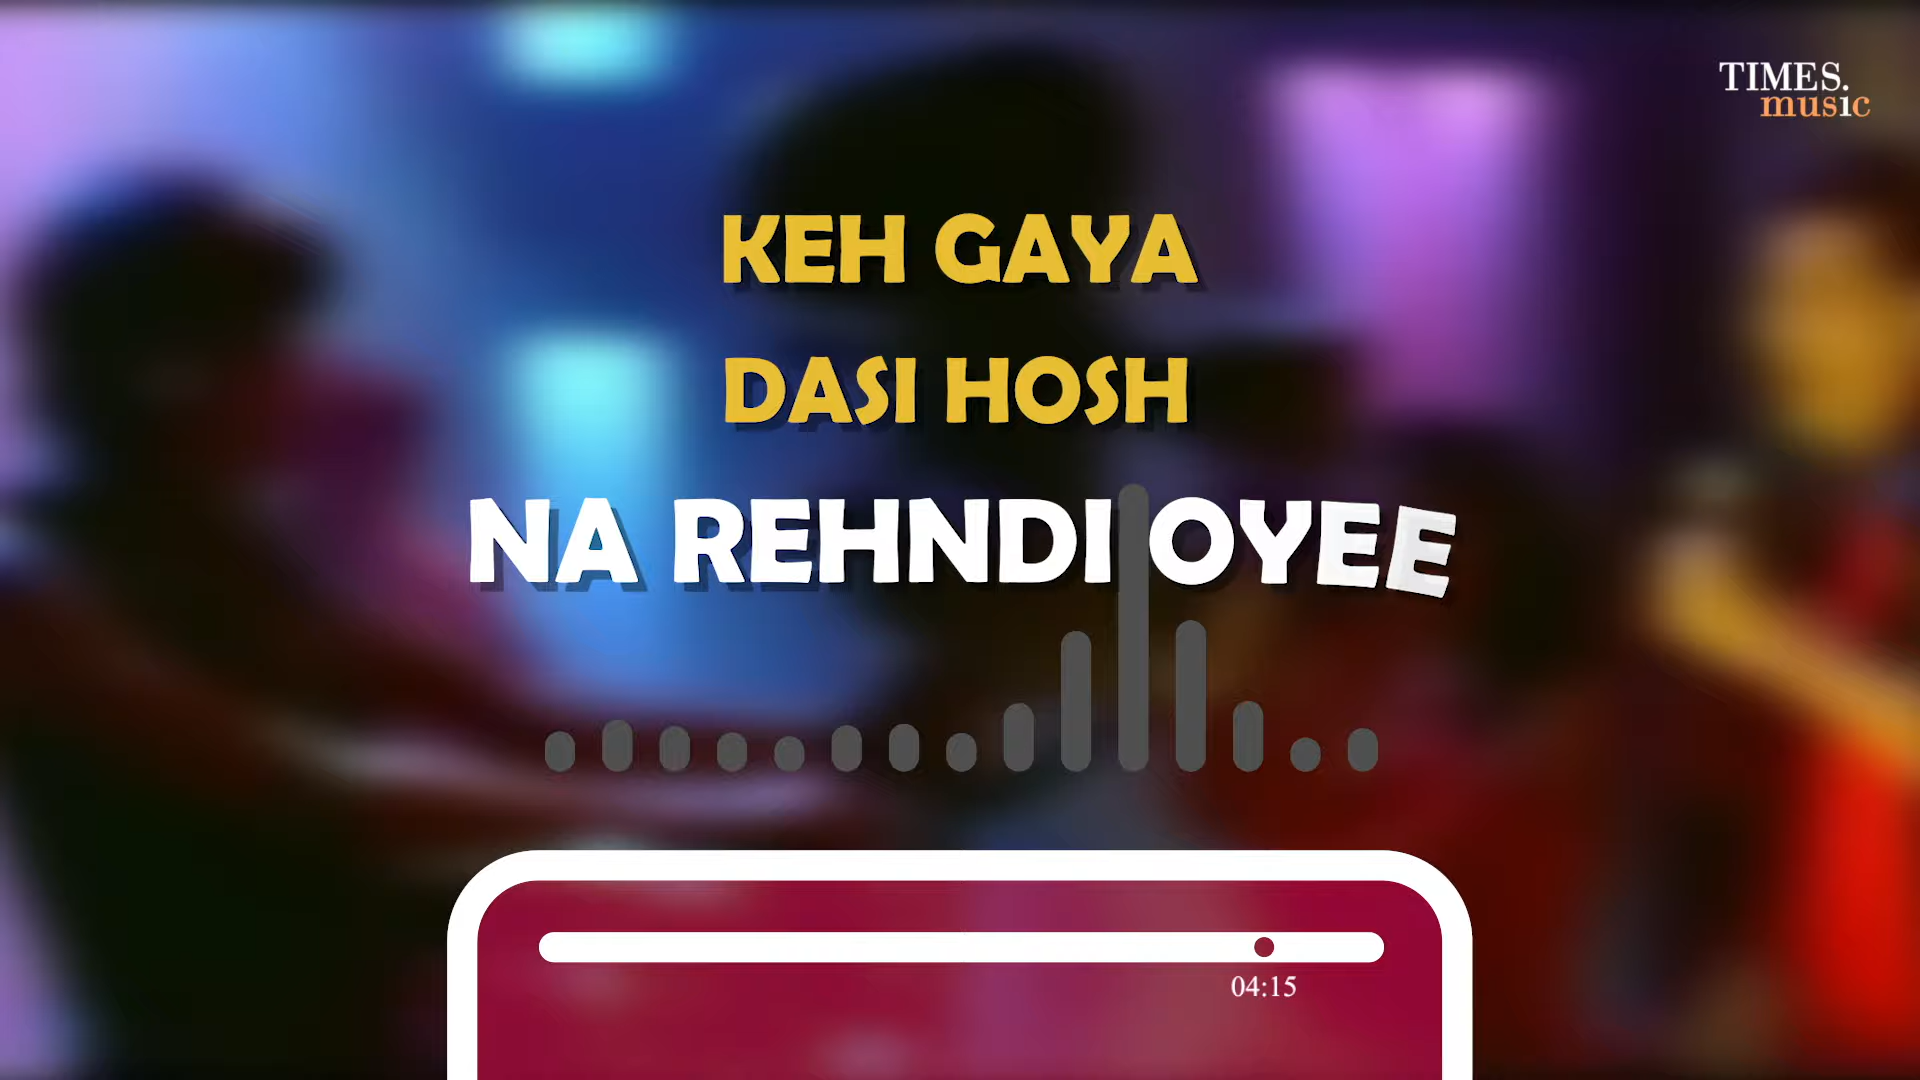 TIMES.
music
KEH GAYA
DASI HOSH
NA REHNDI OYEE
04:15